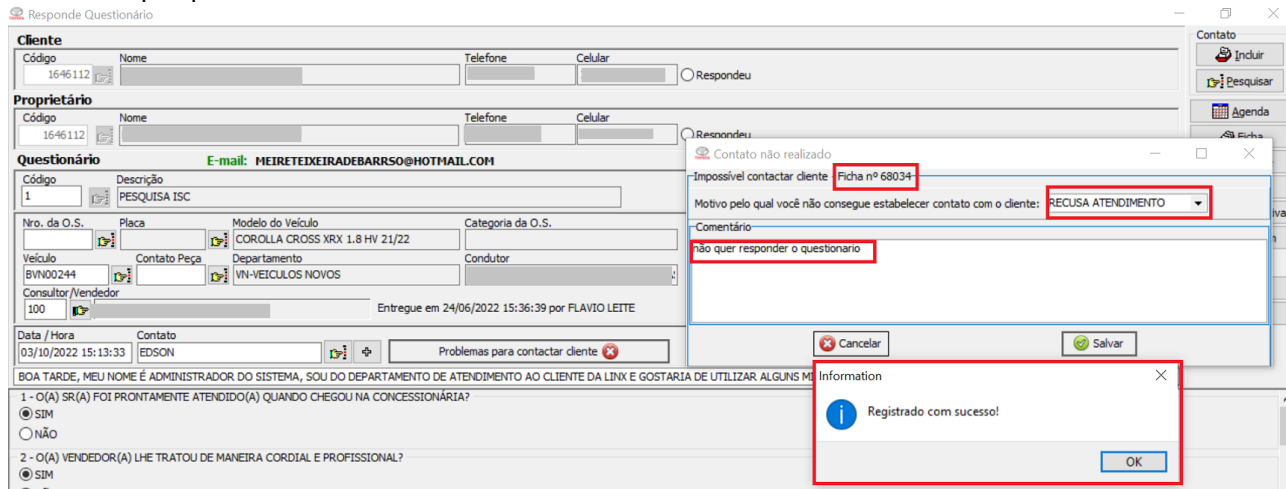 Responde Questionário
Cliente
Código Nome Telefone Celular
1646112 Respondeu
Proprietário
Código Nome Telefone Celular
1646112 Respondeu
Questionário E-mail: MEIRETEIXEIRADEBARRSO@HOTMAIL.COM
Código Descrição
1 PESQUISA ISC
Nro. da O.S. Placa Modelo do Veículo Categoria da O.S.
COROLLA CROSS XRX 1.8 HV 21/22
Veículo Contato Peça Departamento Condutor
BVN00244 VN-VEICULOS NOVOS
Consultor/Vendedor
100 Entregue em 24/06/2022 15:36:39 por FLAVIO LEITE
Data / Hora Contato
03/10/2022 15:13:33 EDSON Problemas para contactar cliente
BOA TARDE, MEU NOME É ADMINISTRADOR DO SISTEMA, SOU DO DEPARTAMENTO DE ATENDIMENTO AO CLIENTE DA LINX E GOSTARIA DE UTILIZAR ALGUNS
1 - O(A) SR(A) FOI PRONTAMENTE ATENDIDO(A) QUANDO CHEGOU NA CONCESSIONÁRIA?
SIM
NÃO
2 - O(A) VENDEDOR(A) LHE TRATOU DE MANEIRA CORDIAL E PROFISSIONAL?
SIM
Contato
Incluir
Pesquisar
Agenda
Ficha
Contato não realizado
Impossível contactar cliente - Ficha nº 68034
Motivo pelo qual você não consegue estabelecer contato com o cliente: RECUSA ATENDIMENTO
Comentário
não quer responder o questionario
Cancelar Salvar
Information
Registrado com sucesso!
OK